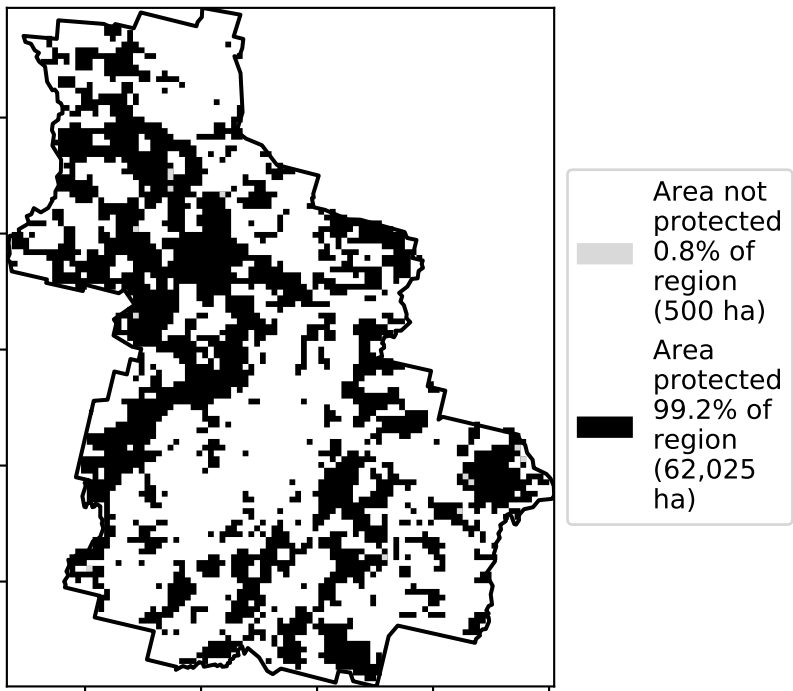 Area not
protected
0.8% of
region
(500 ha)
Area
protected
99.2% of
region
(62,025
ha)